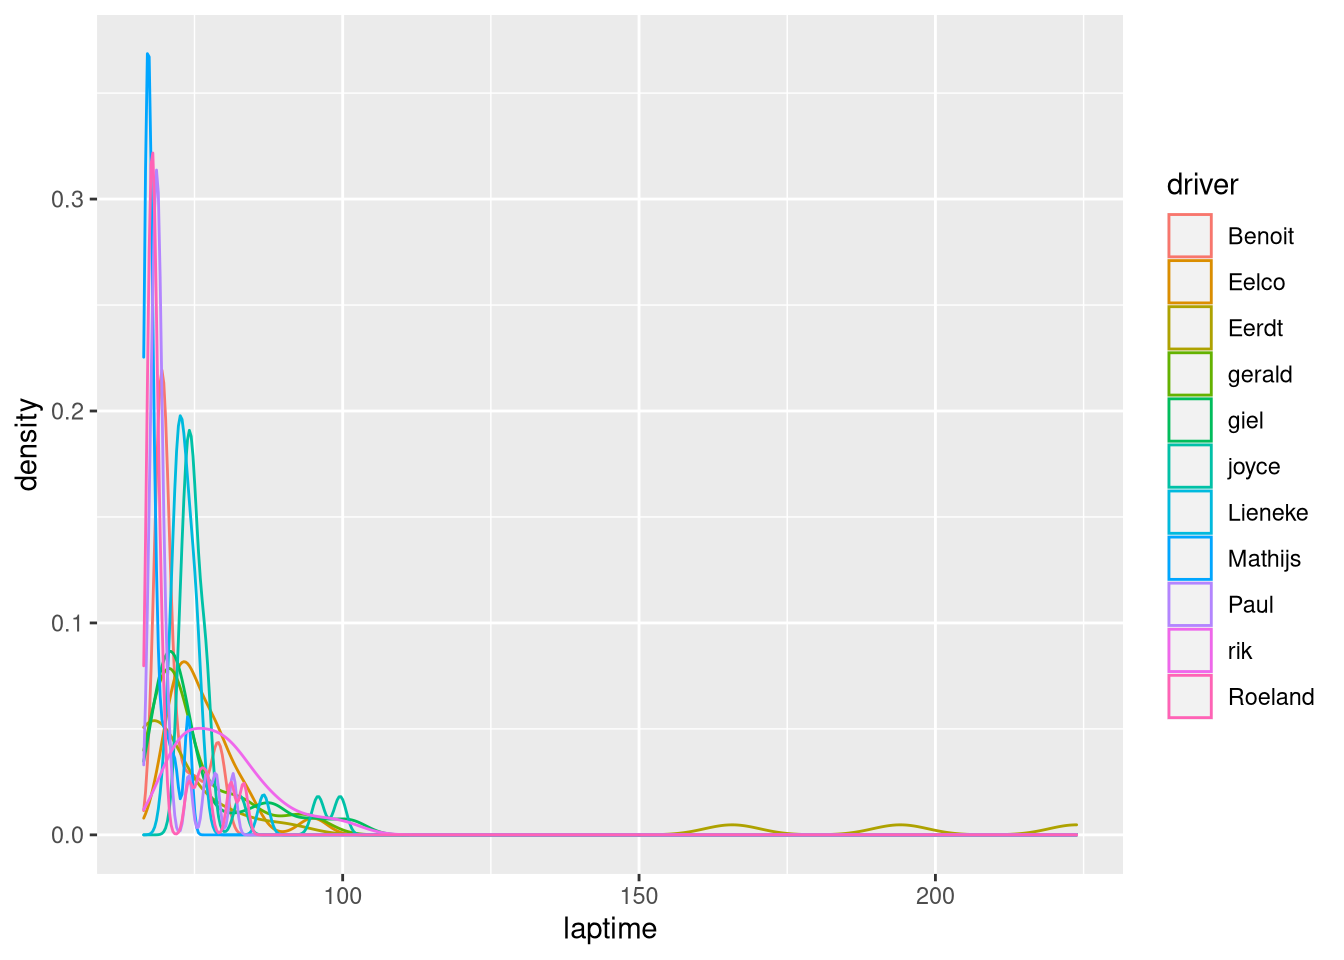 0.3
0.2
0.1
0.0
density
100
150
200
laptime
driver
Benoit
Eelco
Eerdt
gerald
giel
joyce
Lieneke
Mathijs
Paul
rik
Roeland